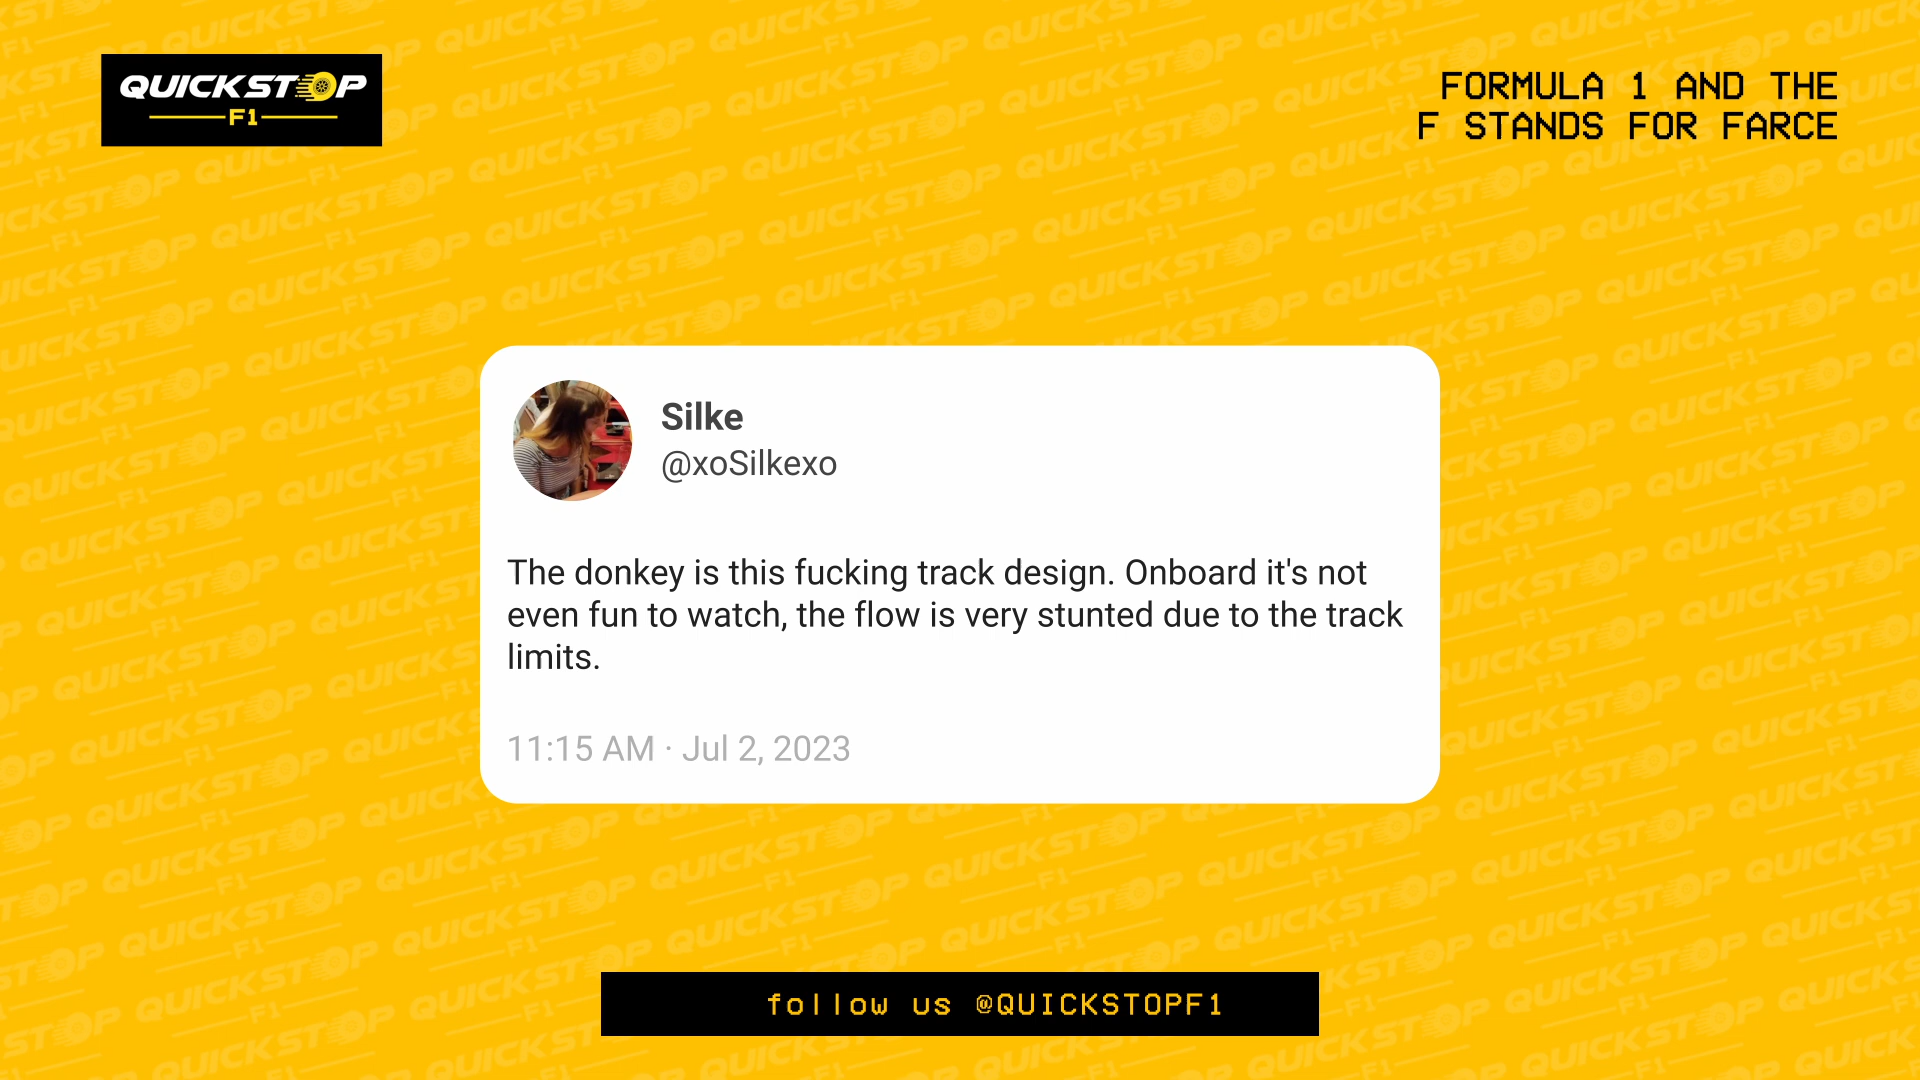 QUICKSTOP
F1
FORMULA 1 AND THE
F STANDS FOR FARCE
Silke
@xoSilkexo
The donkey is this fucking track design. Onboard it's not
even fun to watch, the flow is very stunted due to the track
limits.
11:15 AM · Jul 2, 2023
follow us @QUICKSTOPF1